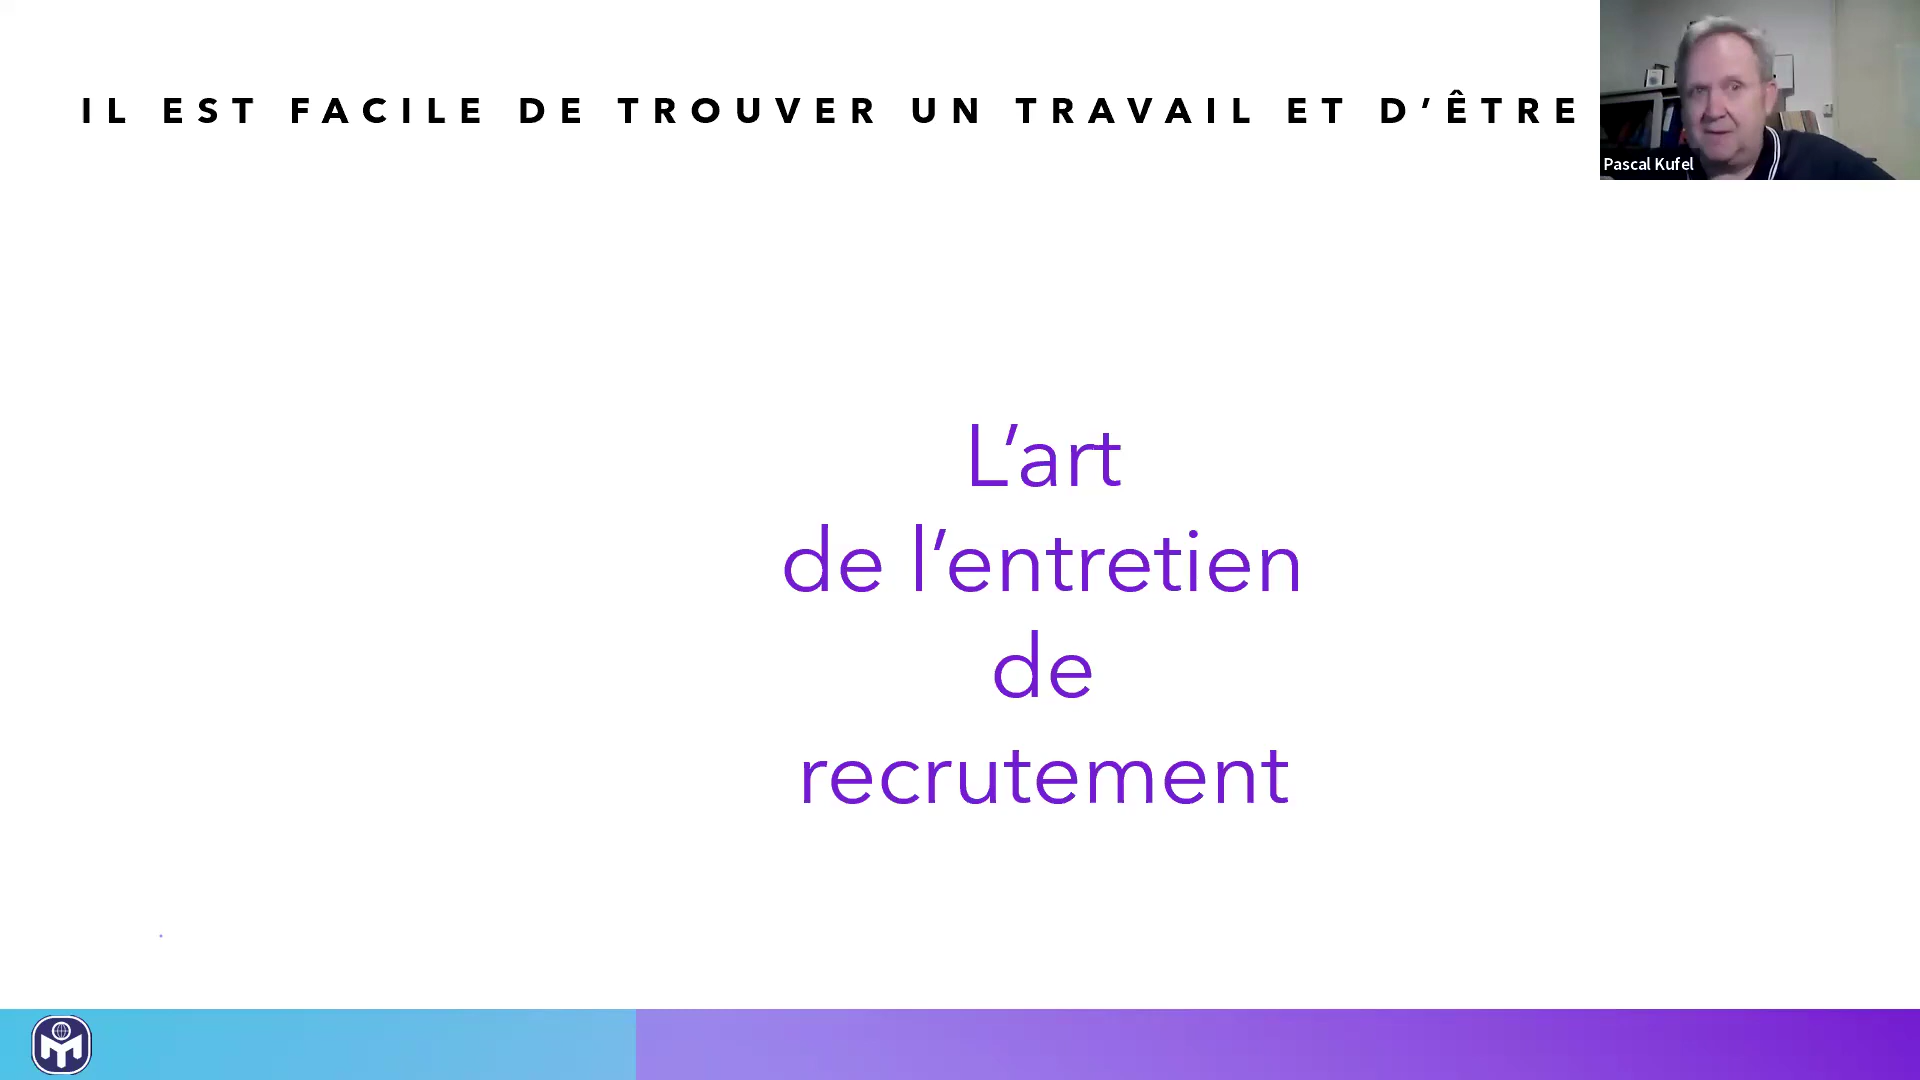 IL EST FACILE DE TROUVER UN TRAVAIL ET D’ÊTRE
Pascal Kufel
L’art
de l’entretien
de
recrutement